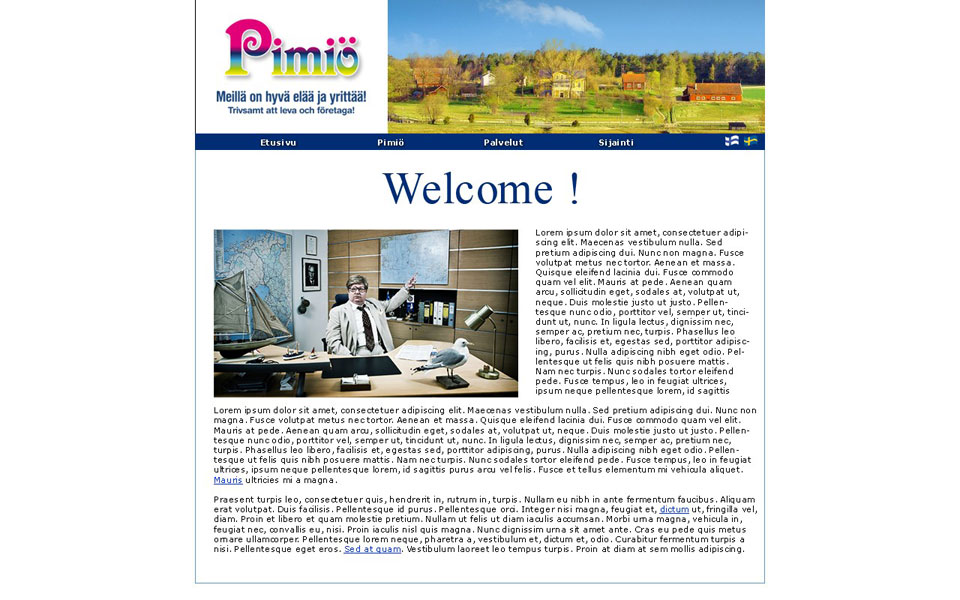 Pimiö
Meillä on hyvä elää ja yrittää!
Trivsamt att leva och företaga!
Etusivu Pimiö Palvelut Sijainti
Welcome !
Lorem ipsum dolor sit amet, consectetuer adipi-
scing elit. Maecenas vestibulum nulla. Sed
pretium adipiscing dui. Nunc non magna. Fusce
volutpat metus nec tortor. Aenean et massa.
Quisque eleifend lacinia dui. Fusce commodo
quam vel elit. Mauris at pede. Aenean quam
arcu, sollicitudin eget, sodales at, volutpat ut,
neque. Duis molestie justo ut justo. Pellen-
tesque nunc odio, porttitor vel, semper ut, tinci-
dunt ut, nunc. In ligula lectus, dignissim nec,
semper ac, pretium nec, turpis. Phasellus leo
libero, facilisis et, egestas sed, porttitor adipisc-
ing, purus. Nulla adipiscing nibh eget odio. Pel-
lentesque ut felis quis nibh posuere mattis.
Nam nec turpis. Nunc sodales tortor eleifend
pede. Fusce tempus, leo in feugiat ultrices,
ipsum neque pellentesque lorem, id sagittis
Lorem ipsum dolor sit amet, consectetuer adipiscing elit. Maecenas vestibulum nulla. Sed pretium adipiscing dui. Nunc non
magna. Fusce volutpat metus nec tortor. Aenean et massa. Quisque eleifend lacinia dui. Fusce commodo quam vel elit.
Mauris at pede. Aenean quam arcu, sollicitudin eget, sodales at, volutpat ut, neque. Duis molestie justo ut justo. Pellen-
tesque nunc odio, porttitor vel, semper ut, tincidunt ut, nunc. In ligula lectus, dignissim nec, semper ac, pretium nec,
turpis. Phasellus leo libero, facilisis et, egestas sed, porttitor adipiscing, purus. Nulla adipiscing nibh eget odio. Pellen-
tesque ut felis quis nibh posuere mattis. Nam nec turpis. Nunc sodales tortor eleifend pede. Fusce tempus, leo in feugiat
ultrices, ipsum neque pellentesque lorem, id sagittis purus arcu vel felis. Fusce et tellus elementum mi vehicula aliquet.
Mauris ultricies mi a magna.
Praesent turpis leo, consectetuer quis, hendrerit in, rutrum in, turpis. Nullam eu nibh in ante fermentum faucibus. Aliquam
erat volutpat. Duis facilisis. Pellentesque id purus. Pellentesque orci. Integer nisi magna, feugiat et, dictum ut, fringilla vel,
diam. Proin et libero et quam molestie pretium. Nullam ut felis ut diam iaculis accumsan. Morbi urna magna, vehicula in,
feugiat nec, convallis eu, nisi. Proin iaculis nisl quis magna. Nunc dignissim urna sit amet ante. Cras eu pede quis metus
ornare ullamcorper. Pellentesque lorem neque, pharetra a, vestibulum et, dictum et, odio. Curabitur fermentum turpis a
nisi. Pellentesque eget eros. Sed at quam. Vestibulum laoreet leo tempus turpis. Proin at diam at sem mollis adipiscing.